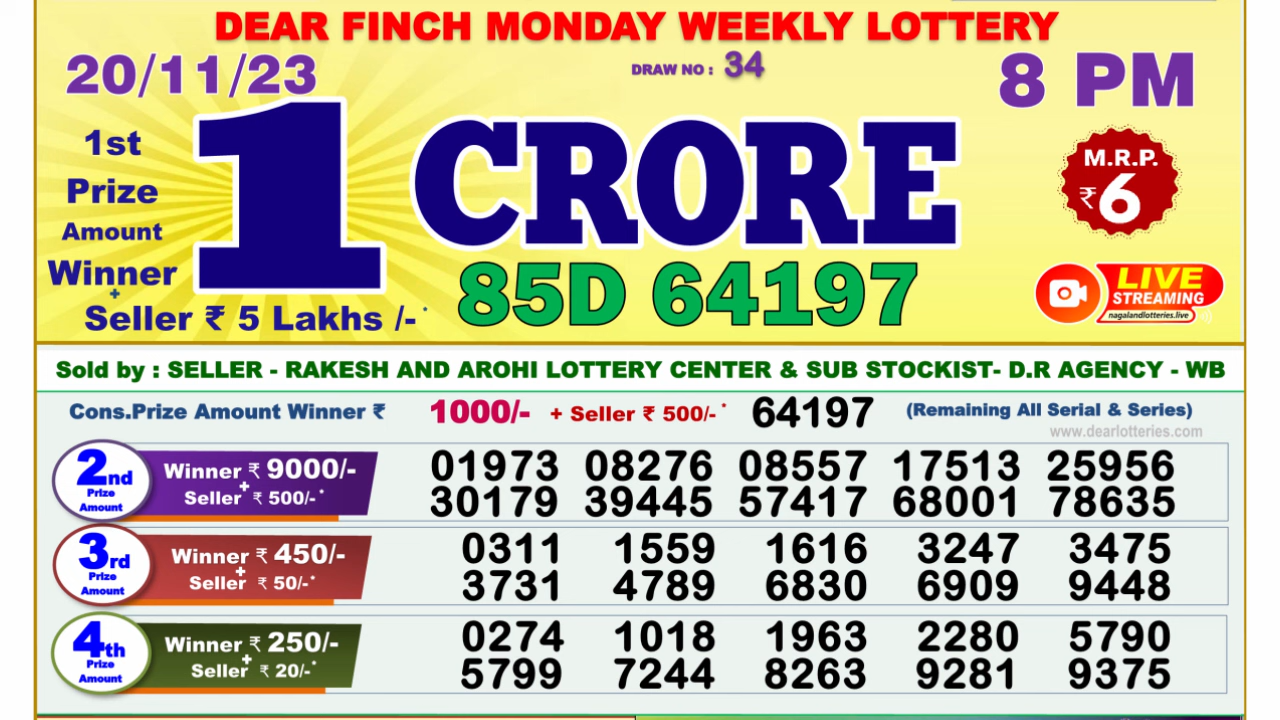 DEAR FINCH MONDAY WEEKLY LOTTERY
20/11/23
DRAW NO : 34
8 PM
1st
Prize
Amount
Winner
+
Seller ₹ 5 Lakhs /-*
1 CRORE
85D 64197
M.R.P.
₹6
LIVE
STREAMING
nagalandlotteries.live
Sold by : SELLER - RAKESH AND AROHI LOTTERY CENTER & SUB STOCKIST- D.R AGENCY - WB
Cons.Prize Amount Winner ₹ 1000/- + Seller ₹ 500/-* 64197 (Remaining All Serial & Series)
www.dearlotteries.com
2nd
Prize
Amount
Winner ₹ 9000/-
+
Seller ₹ 500/-*
01973 08276 08557 17513 25956
30179 39445 57417 68001 78635
3rd
Prize
Amount
Winner ₹ 450/-
+
Seller ₹ 50/-*
0311 1559 1616 3247 3475
3731 4789 6830 6909 9448
4th
Prize
Amount
Winner ₹ 250/-
+
Seller ₹ 20/-*
0274 1018 1963 2280 5790
5799 7244 8263 9281 9375